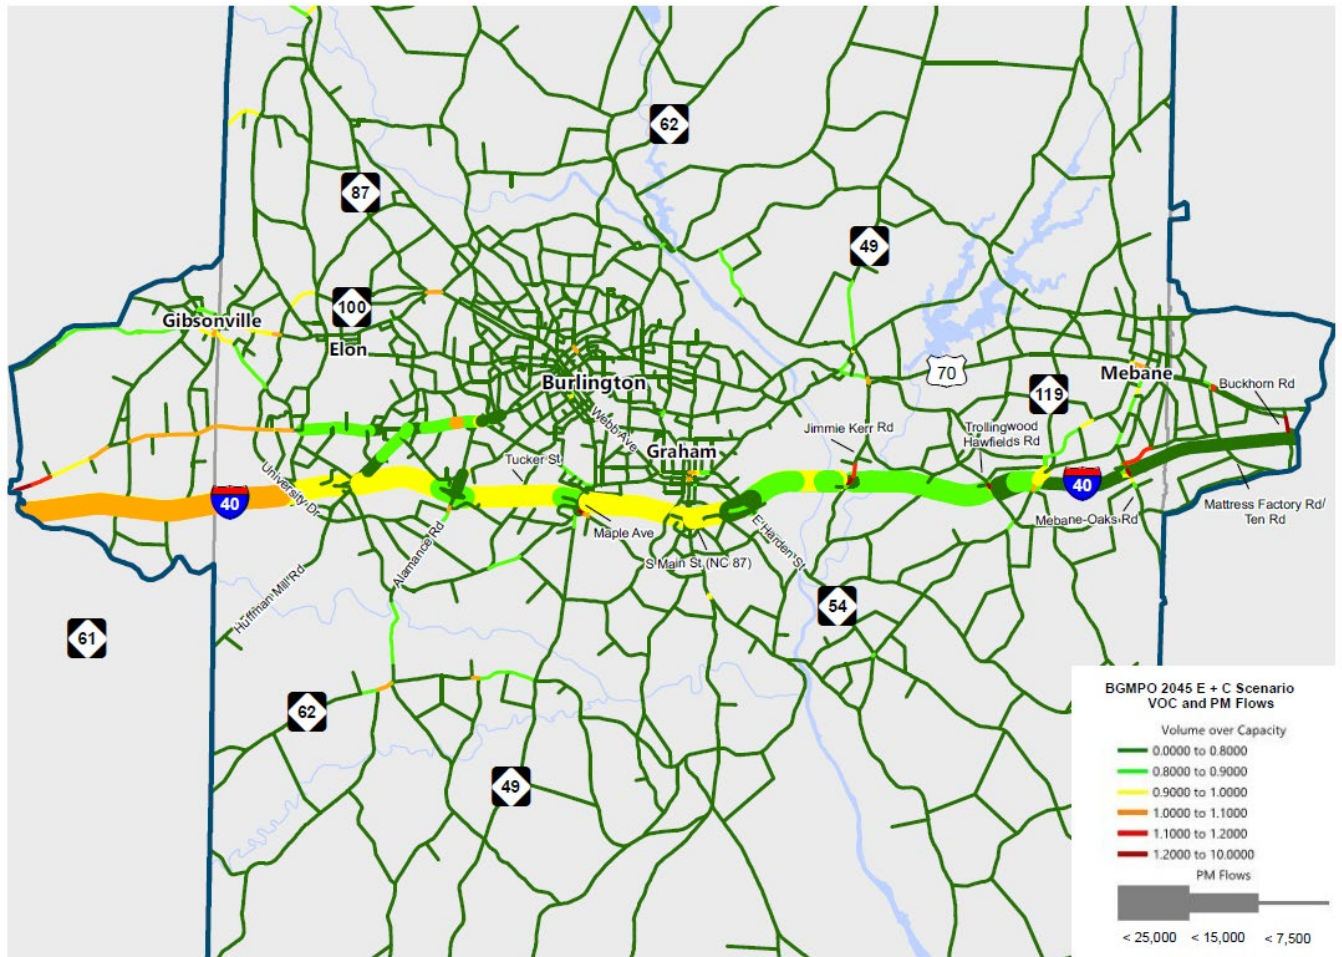 62
87
49
100
Gibsonville
Elon
70
Burlington
Mebane
Buckhorn Rd
119
Webb Ave
Jimmie Kerr Rd
Trollingwood
Hawfields Rd
Graham
Tucker St
University Dr
40
40
Mattress Factory Rd/
Ten Rd
Mebane-Oaks Rd
Maple Ave
E Harden St
Alamance Rd
S Main St (NC 87)
Huffman Mill Rd
54
61
62
49
BGMPO 2045 E + C Scenario
VOC and PM Flows
Volume over Capacity
0.0000 to 0.8000
0.8000 to 0.9000
0.9000 to 1.0000
1.0000 to 1.1000
1.1000 to 1.2000
1.2000 to 10.0000
PM Flows
< 25,000 < 15,000 < 7,500